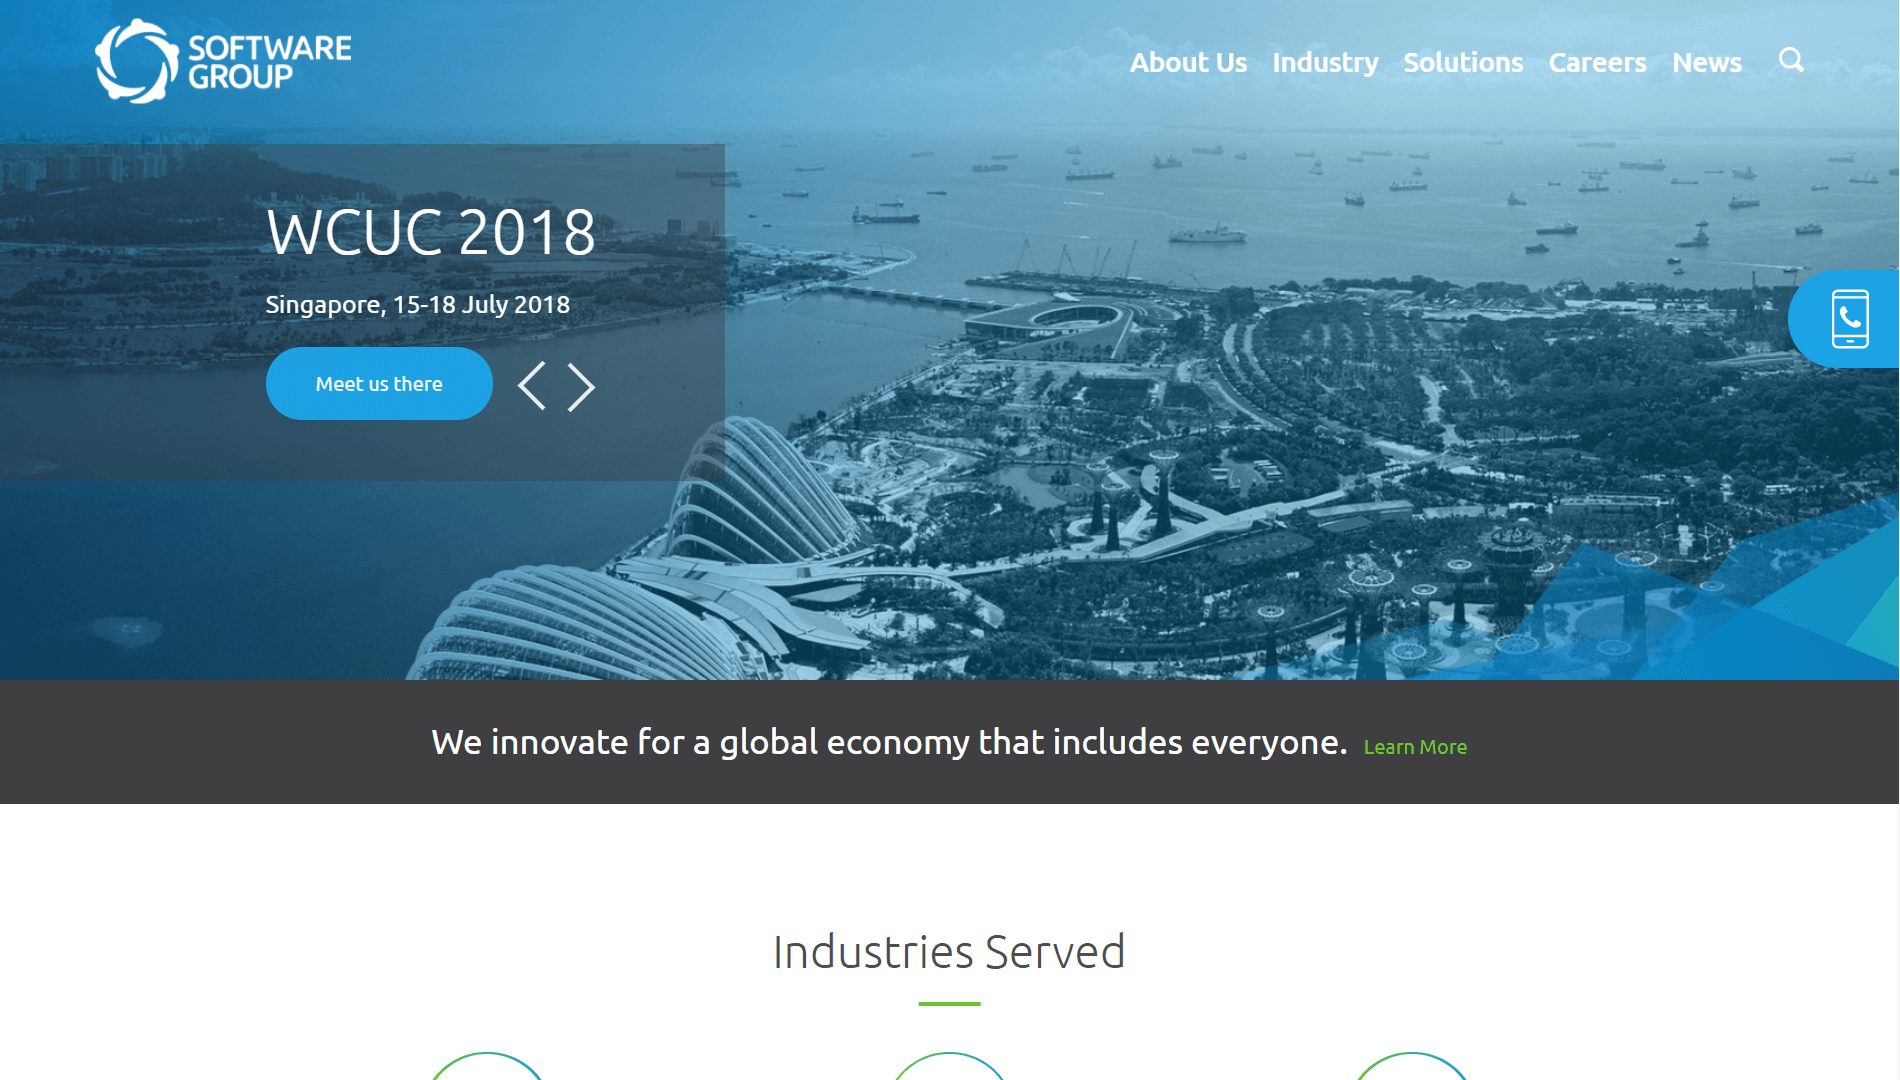 SOFTWARE
GROUP
About Us
Industry
Solutions
Careers
News
WCUC 2018
Singapore, 15-18 July 2018
Meet us there
We innovate for a global economy that includes everyone. Learn More
Industries Served